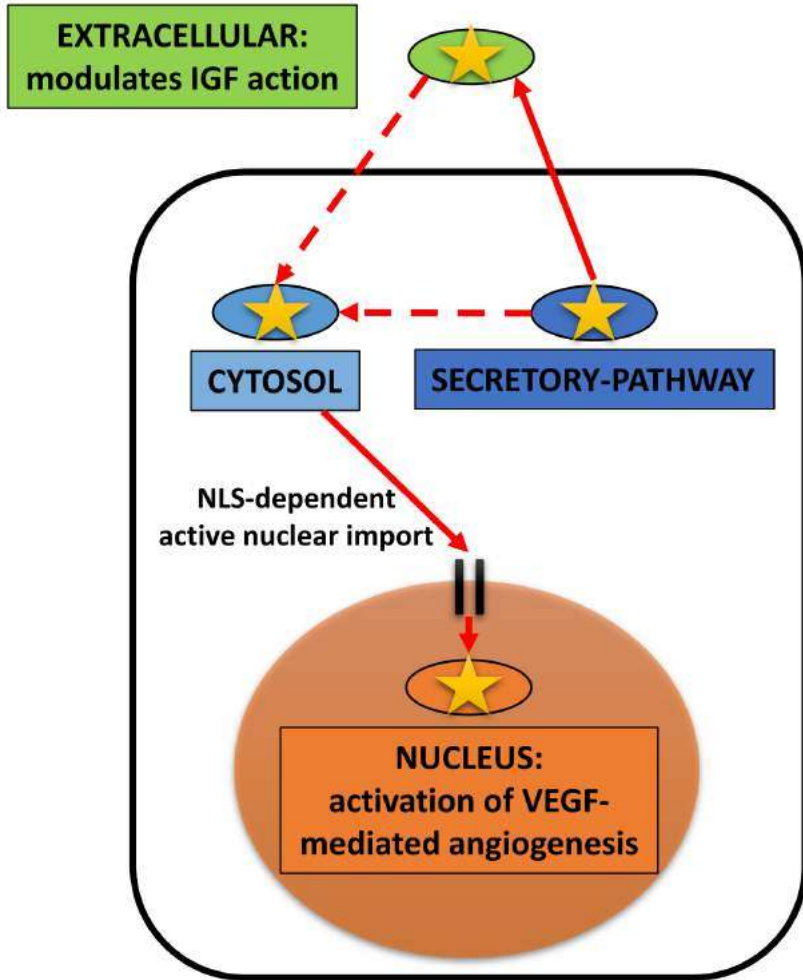 EXTRACELLULAR:
modulates IGF action
CYTOSOL
SECRETORY-PATHWAY
NLS-dependent
active nuclear import
NUCLEUS:
activation of VEGF-
mediated angiogenesis